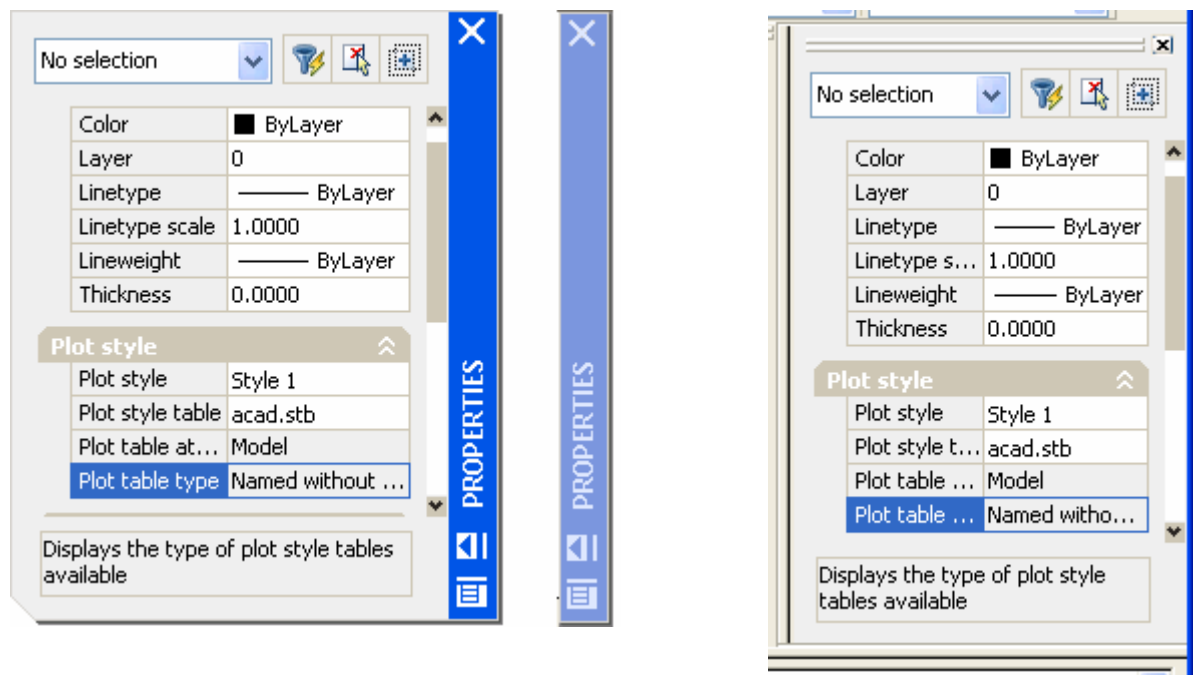 No selection
Color ByLayer
Layer 0
Linetype ByLayer
Linetype scale 1.0000
Lineweight ByLayer
Thickness 0.0000
Plot style
Plot style Style 1
Plot style table acad.stb
Plot table at... Model
Plot table type Named without ...
Displays the type of plot style tables
available
PROPERTIES
PROPERTIES
No selection
Color ByLayer
Layer 0
Linetype ByLayer
Linetype s... 1.0000
Lineweight ByLayer
Thickness 0.0000
Plot style
Plot style Style 1
Plot style t... acad.stb
Plot table ... Model
Plot table ... Named witho...
Displays the type of plot style
tables available